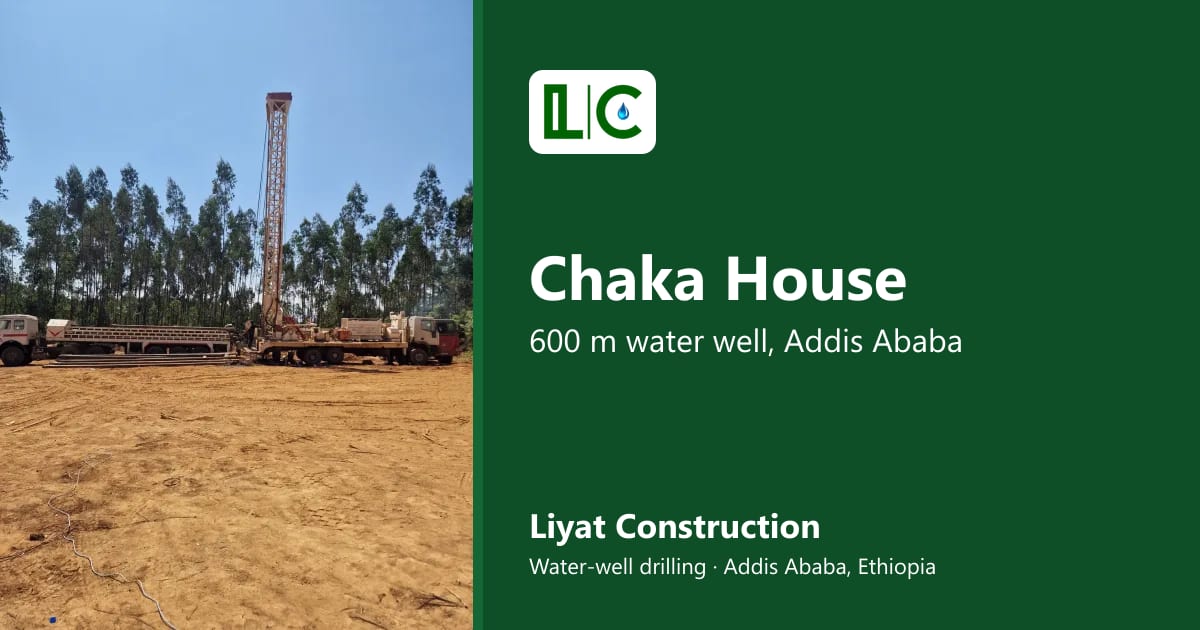 LC
Chaka House
600 m water well, Addis Ababa
Liyat Construction
Water-well drilling · Addis Ababa, Ethiopia